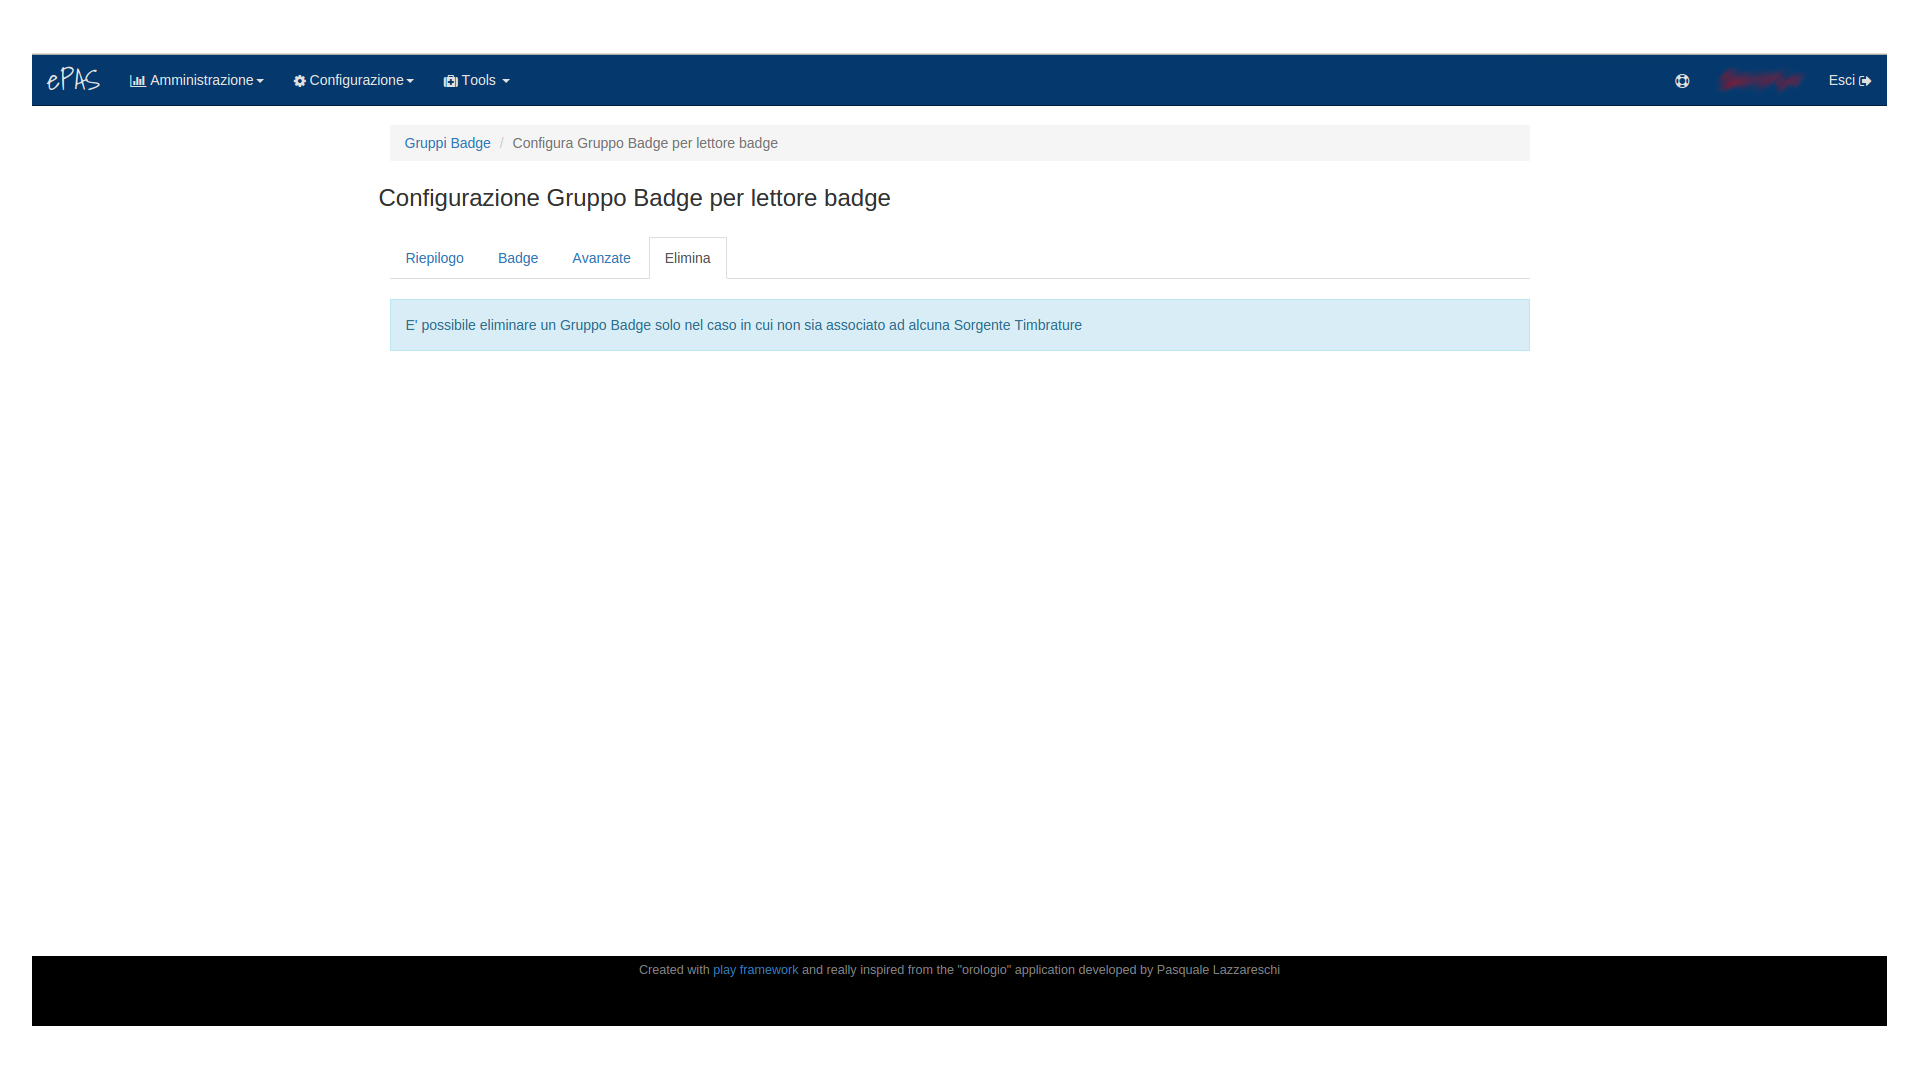 ePAS Amministrazione Configurazione Tools Esci
Gruppi Badge / Configura Gruppo Badge per lettore badge
Configurazione Gruppo Badge per lettore badge
Riepilogo Badge Avanzate Elimina
E' possibile eliminare un Gruppo Badge solo nel caso in cui non sia associato ad alcuna Sorgente Timbrature
Created with play framework and really inspired from the "orologio" application developed by Pasquale Lazzareschi